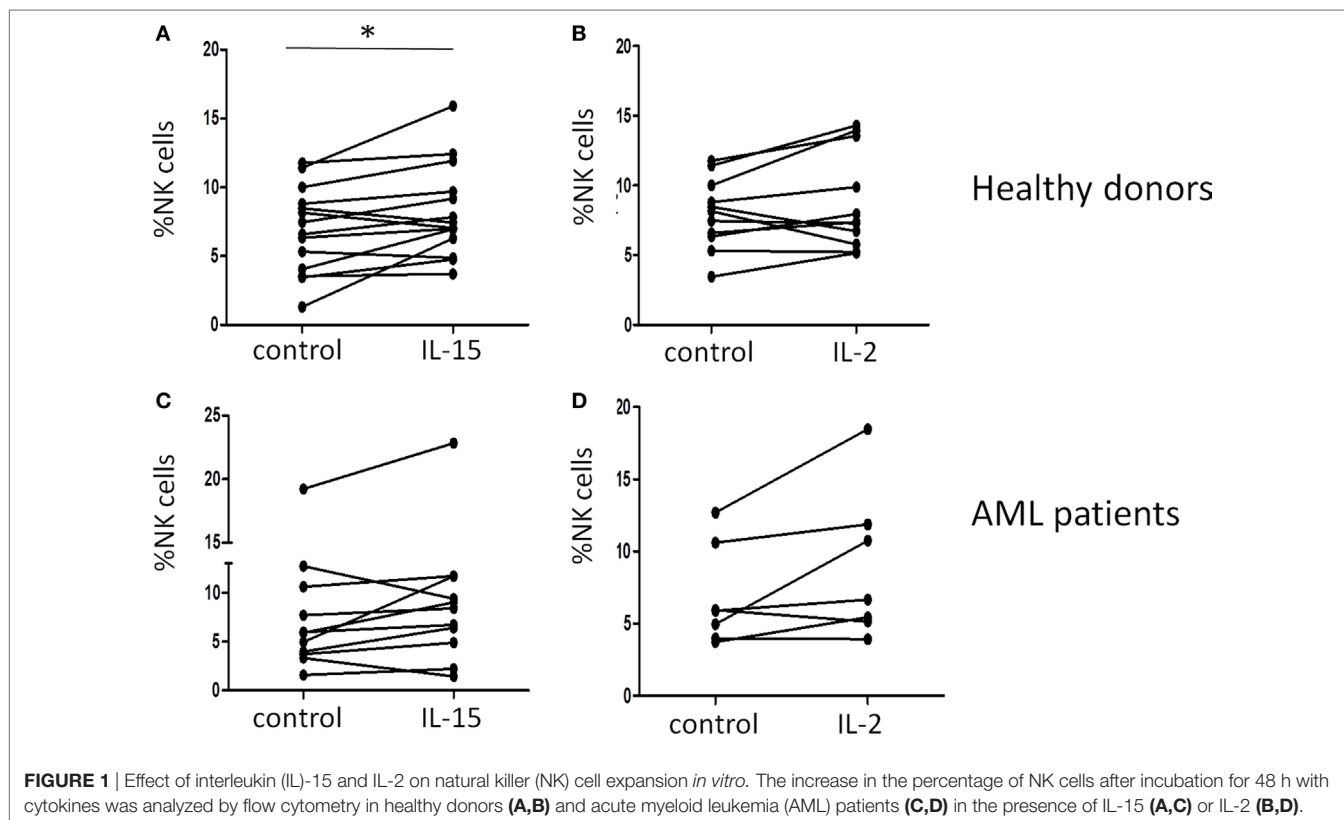 A
*
20
15
10
5
0
%NK cells
control IL-15
B
20
15
10
5
0
%NK cells
control IL-2
Healthy donors
C
25
20
15
10
5
0
%NK cells
control IL-15
D
20
15
10
5
0
%NK cells
control IL-2
AML patients
FIGURE 1 | Effect of interleukin (IL)-15 and IL-2 on natural killer (NK) cell expansion in vitro. The increase in the percentage of NK cells after incubation for 48 h with
cytokines was analyzed by flow cytometry in healthy donors (A,B) and acute myeloid leukemia (AML) patients (C,D) in the presence of IL-15 (A,C) or IL-2 (B,D).